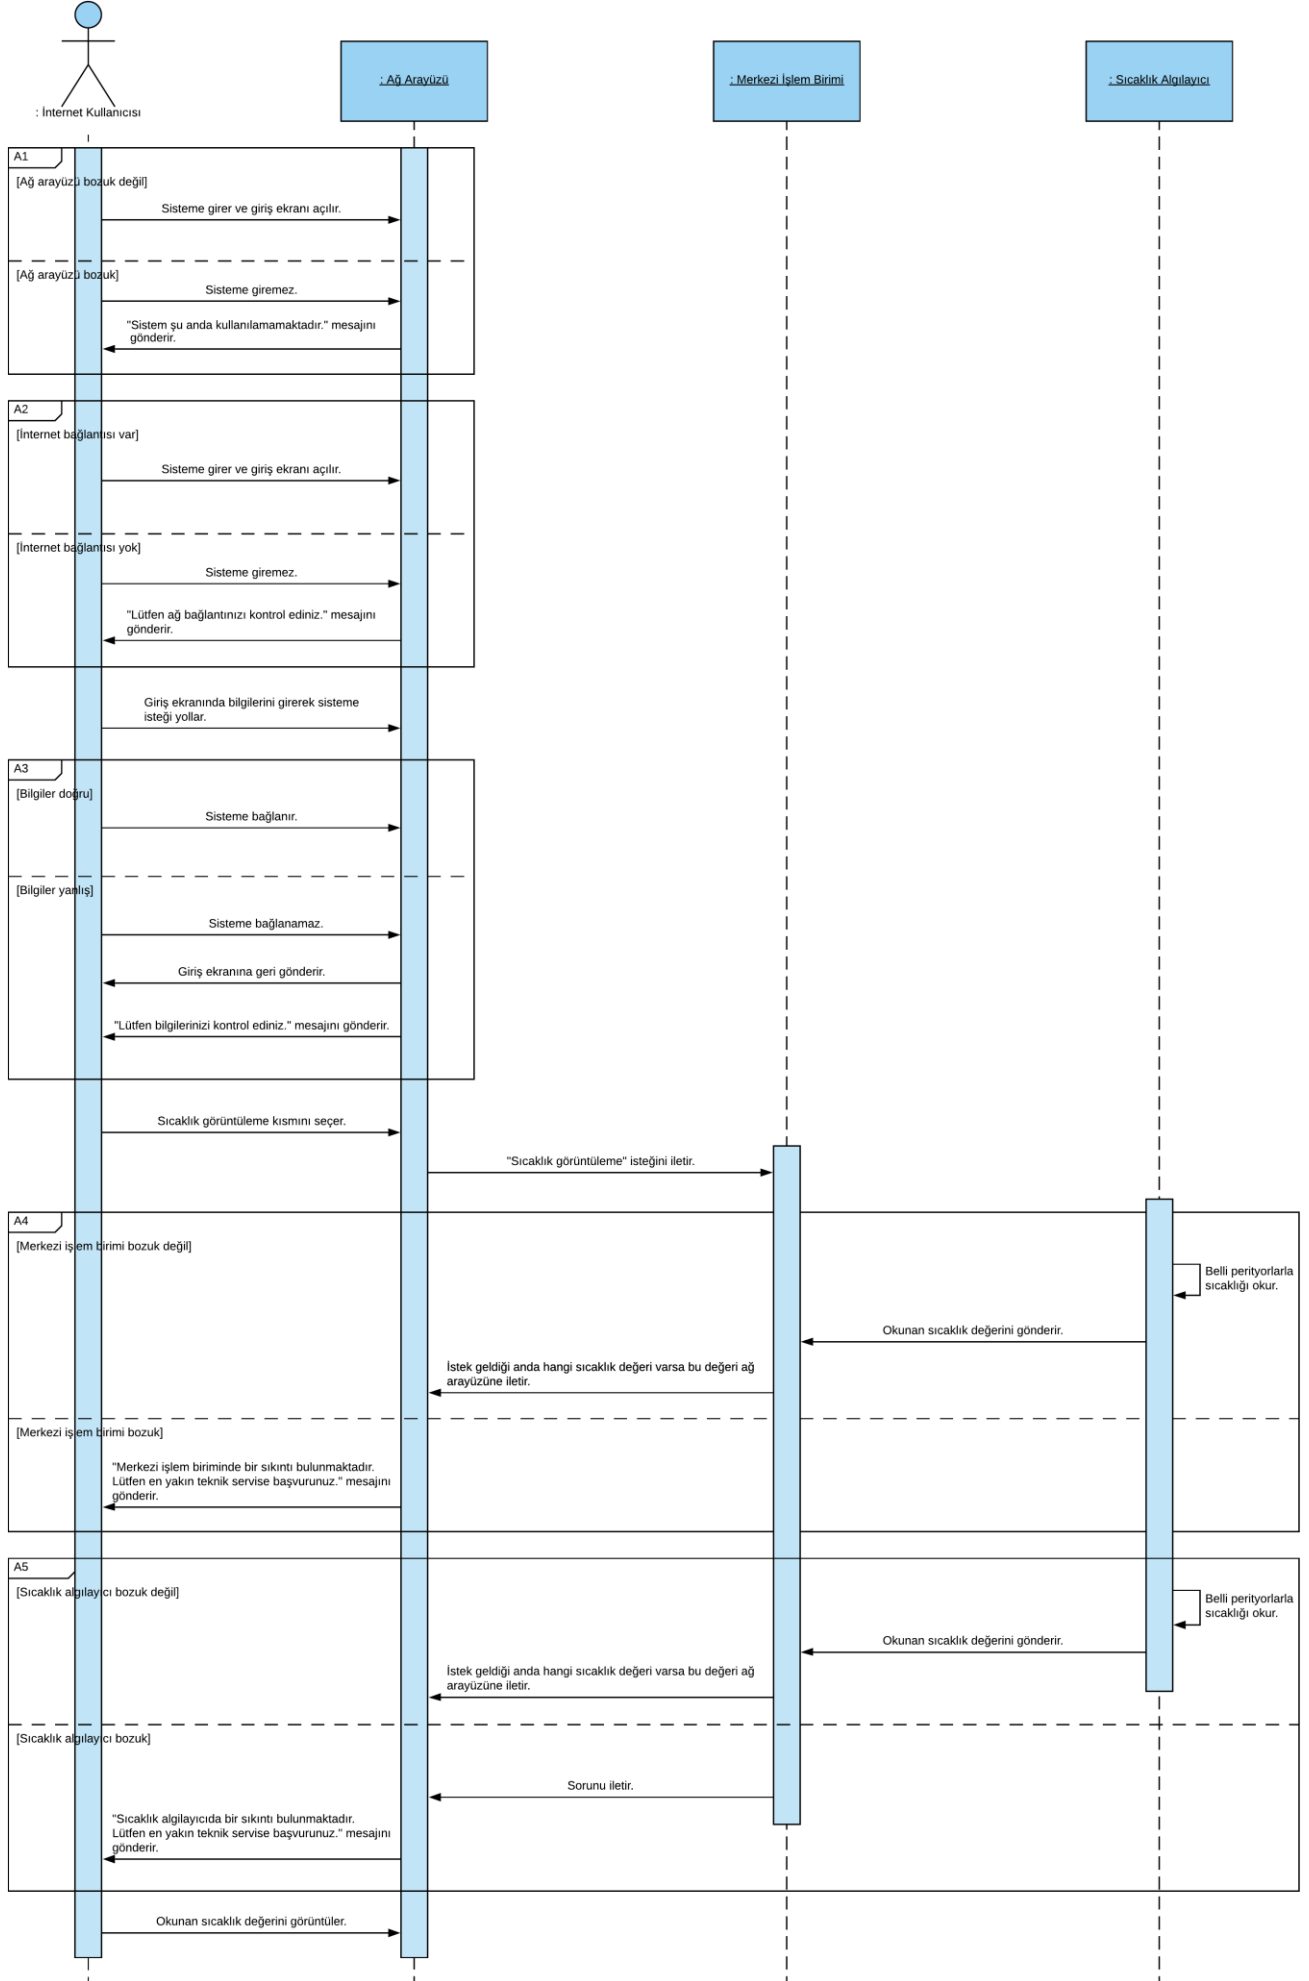 : İnternet Kullanıcısı
: Ağ Arayüzü
: Merkezi İşlem Birimi
: Sıcaklık Algılayıcı
A1
[Ağ arayüzü bozuk değil]
Sisteme girer ve giriş ekranı açılır.
[Ağ arayüzü bozuk]
Sisteme giremez.
"Sistem şu anda kullanılamamaktadır." mesajını
gönderir.
A2
[İnternet bağlantısı var]
Sisteme girer ve giriş ekranı açılır.
[İnternet bağlantısı yok]
Sisteme giremez.
"Lütfen ağ bağlantınızı kontrol ediniz." mesajını
gönderir.
Giriş ekranında bilgilerini girerek sisteme
isteği yollar.
A3
[Bilgiler doğru]
Sisteme bağlanır.
[Bilgiler yanlış]
Sisteme bağlanamaz.
Giriş ekranına geri gönderir.
"Lütfen bilgilerinizi kontrol ediniz." mesajını gönderir.
Sıcaklık görüntüleme kısmını seçer.
"Sıcaklık görüntüleme" isteğini iletir.
A4
[Merkezi işlem birimi bozuk değil]
Belli perityorlarla
sıcaklığı okur.
Okunan sıcaklık değerini gönderir.
İstek geldiği anda hangi sıcaklık değeri varsa bu değeri ağ
arayüzüne iletir.
[Merkezi işlem birimi bozuk]
"Merkezi işlem biriminde bir sıkıntı bulunmaktadır.
Lütfen en yakın teknik servise başvurunuz." mesajını
gönderir.
A5
[Sıcaklık algılayıcı bozuk değil]
Belli perityorlarla
sıcaklığı okur.
Okunan sıcaklık değerini gönderir.
İstek geldiği anda hangi sıcaklık değeri varsa bu değeri ağ
arayüzüne iletir.
[Sıcaklık algılayıcı bozuk]
Sorunu iletir.
"Sıcaklık algilayıcıda bir sıkıntı bulunmaktadır.
Lütfen en yakın teknik servise başvurunuz." mesajını
gönderir.
Okunan sıcaklık değerini görüntüler.